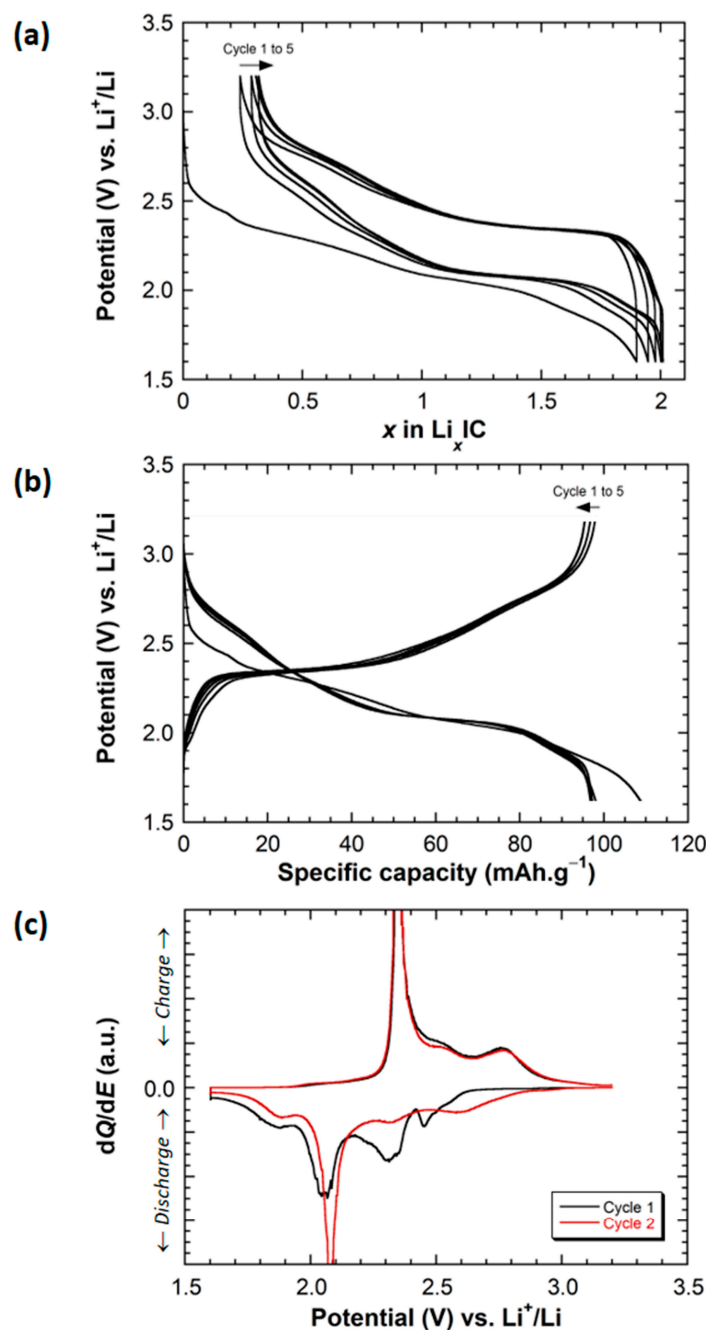 (a)
Cycle 1 to 5
Potential (V) vs. Li⁺/Li
3.5
3.0
2.5
2.0
1.5
0
0.5
1
1.5
2
x in LiₓIC
(b)
Cycle 1 to 5
Potential (V) vs. Li⁺/Li
3.5
3.0
2.5
2.0
1.5
0
20
40
60
80
100
120
Specific capacity (mAh.g⁻¹)
(c)
dQ/dE (a.u.)
← Discharge →
← Charge →
0.0
Cycle 1
Cycle 2
1.5
2.0
2.5
3.0
3.5
Potential (V) vs. Li⁺/Li